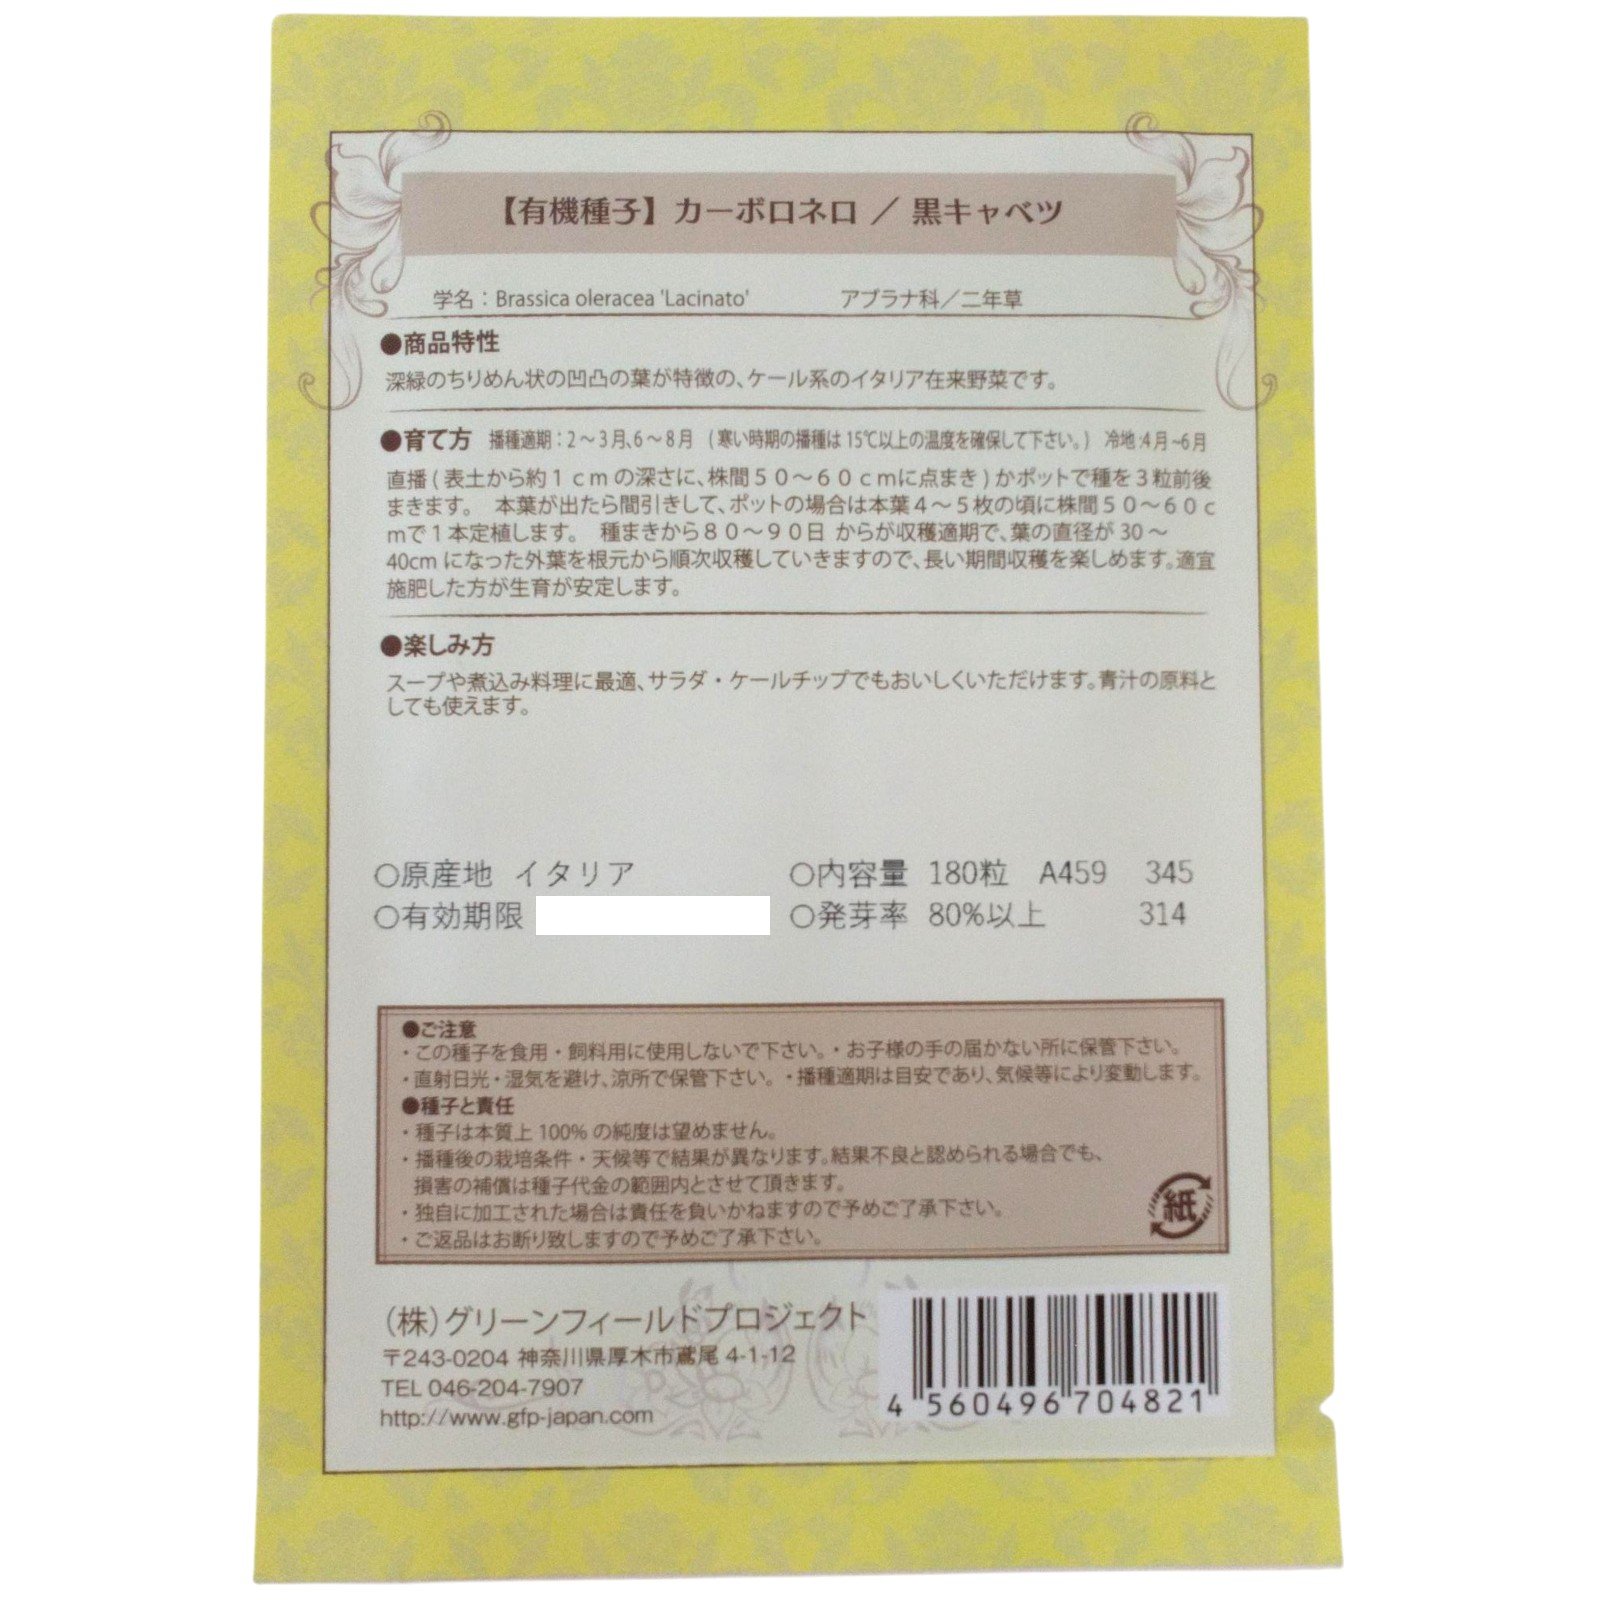 【有機種子】カーボロネロ ／ 黒キャベツ
学名：Brassica oleracea 'Lacinato' アブラナ科／二年草
●商品特性
深緑のちりめん状の凹凸の葉が特徴の、ケール系のイタリア在来野菜です。
●育て方 播種適期：2～3月、6～8月 (寒い時期の播種は15℃以上の温度を確保して下さい。) 冷地：4月～6月
直播(表土から約１ｃｍの深さに、株間５０～６０ｃｍに点まき)かポットで種を３粒前後
まきます。 本葉が出たら間引きして、ポットの場合は本葉４～５枚の頃に株間５０～６０ｃ
ｍで１本定植します。 種まきから８０～９０日 からが収穫適期で、葉の直径が30～
40cmになった外葉を根元から順次収穫していきますので、長い期間収穫を楽しめます。適宜
施肥した方が生育が安定します。
●楽しみ方
スープや煮込み料理に最適、サラダ・ケールチップでもおいしくいただけます。青汁の原料と
しても使えます。
○原産地 イタリア ○内容量 180粒 A459 345
○有効期限 ○発芽率 80%以上 314
●ご注意
・この種子を食用・飼料用に使用しないで下さい。・お子様の手の届かない所に保管下さい。
・直射日光・湿気を避け、涼所で保管下さい。・播種適期は目安であり、気候等により変動します。
●種子と責任
・種子は本質上100%の純度は望めません。
・播種後の栽培条件・天候等で結果が異なります。結果不良と認められる場合でも、
損害の補償は種子代金の範囲内とさせて頂きます。
・独自に加工された場合は責任を負いかねますので予めご了承下さい。
・ご返品はお断り致しますので予めご了承下さい。
紙
（株）グリーンフィールドプロジェクト
〒243-0204 神奈川県厚木市鳶尾4-1-12
TEL 046-204-7907
http://www.gfp-japan.com
4 560496 704821